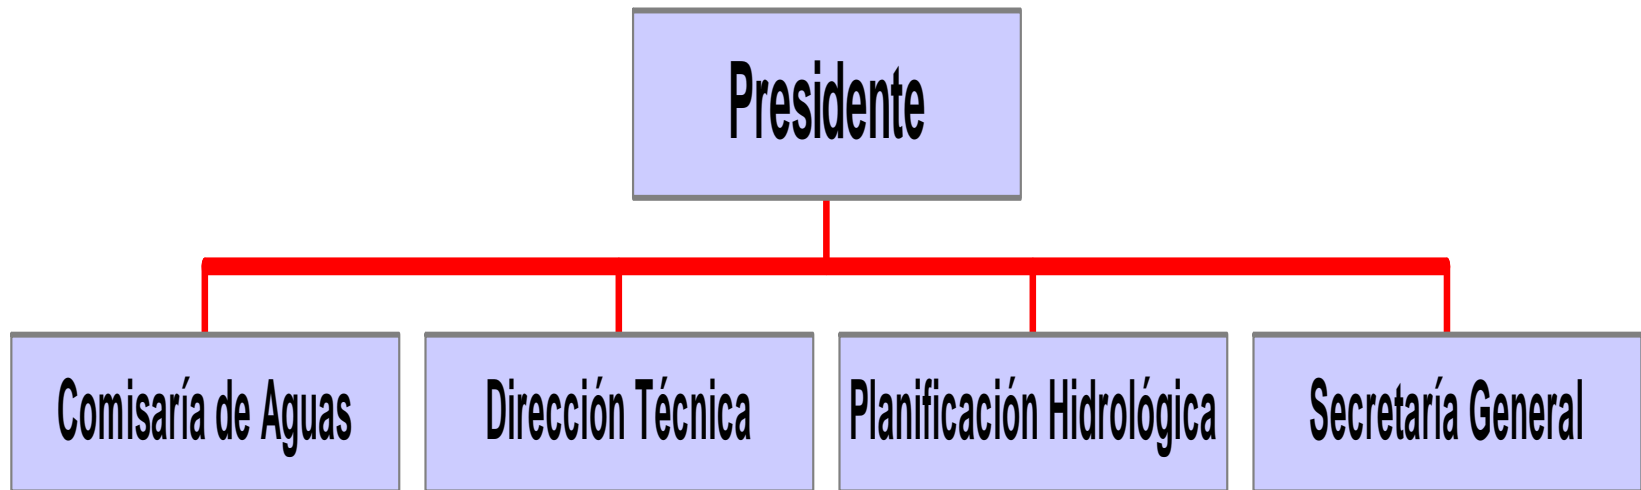 Presidente
Comisaría de Aguas
Dirección Técnica
Planificación Hidrológica
Secretaría General